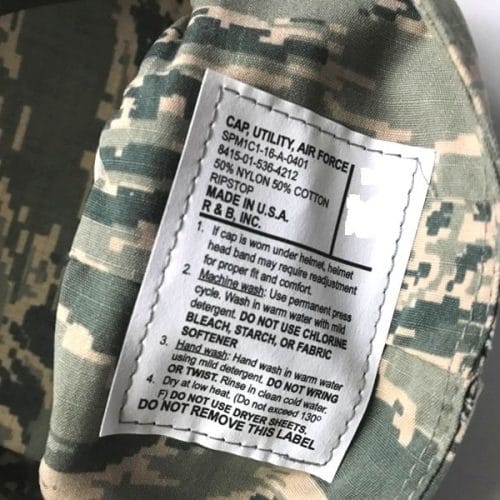 CAP, UTILITY, AIR FORCE
SPM1C1-16-A-0401
8415-01-536-4212
50% NYLON 50% COTTON
RIPSTOP
MADE IN U.S.A.
R & B, INC.
1. If cap is worn under helmet, helmet
head band may require readjustment
for proper fit and comfort.
2. Machine wash: Use permanent press
cycle. Wash in warm water with mild
detergent. DO NOT USE CHLORINE
BLEACH, STARCH, OR FABRIC
SOFTENER
3. Hand wash: Hand wash in warm water
using mild detergent. DO NOT WRING
OR TWIST. Rinse in clean cold water.
4. Dry at low heat. (Do not exceed 130°
F) DO NOT USE DRYER SHEETS,
DO NOT REMOVE THIS LABEL